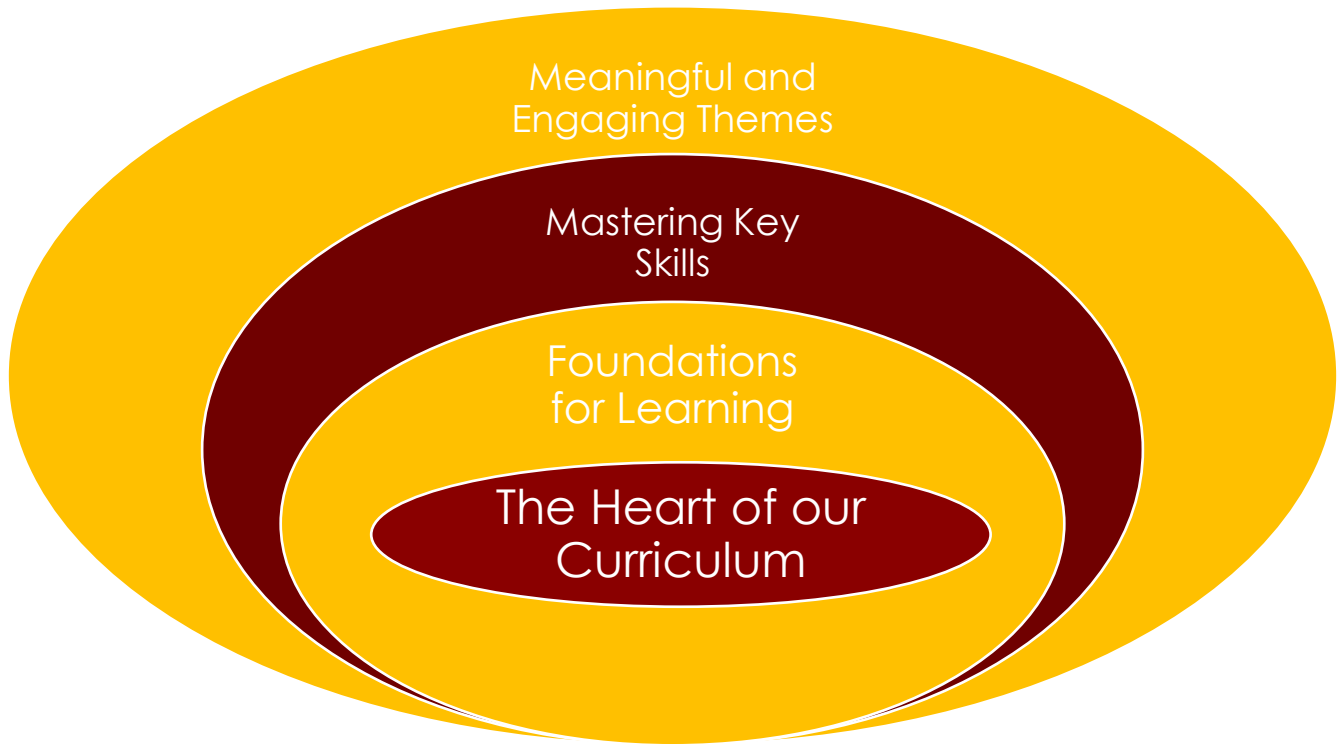 Meaningful and
Engaging Themes
Mastering Key
Skills
Foundations
for Learning
The Heart of our
Curriculum